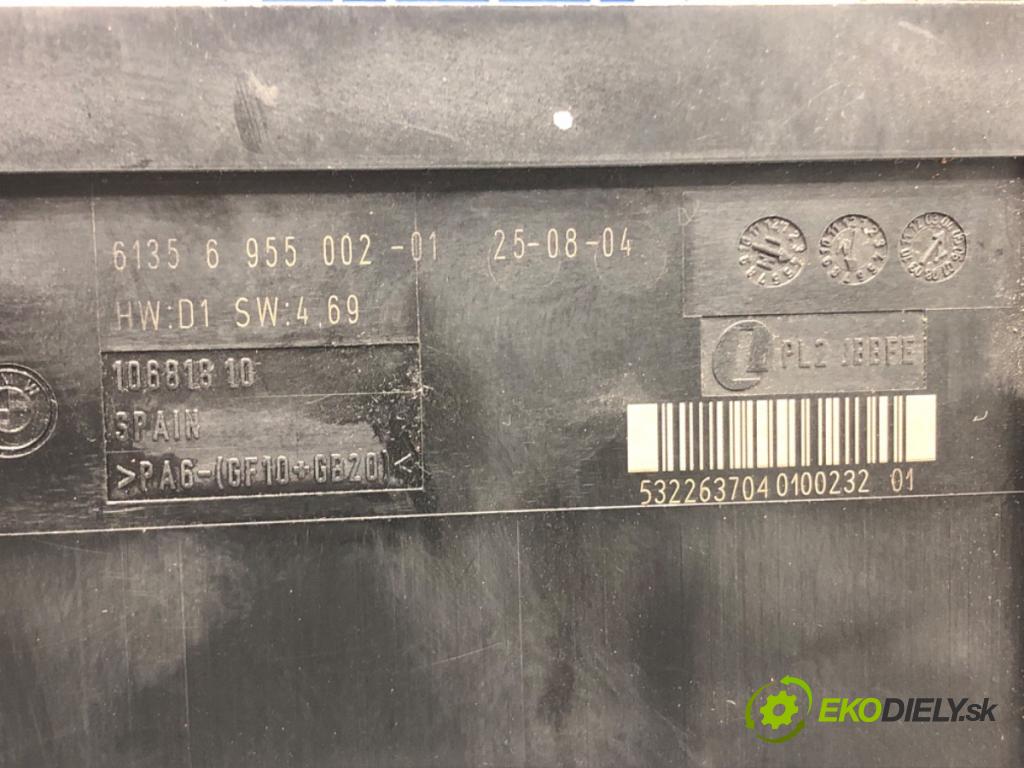 6135 6 955 002-01 25-08-04
HW:D1 SW:4.69
10681810
SPAIN
>PA6-(GF10+GB20)<
PL2
532263704 0100232 01
EKODIELY.sk